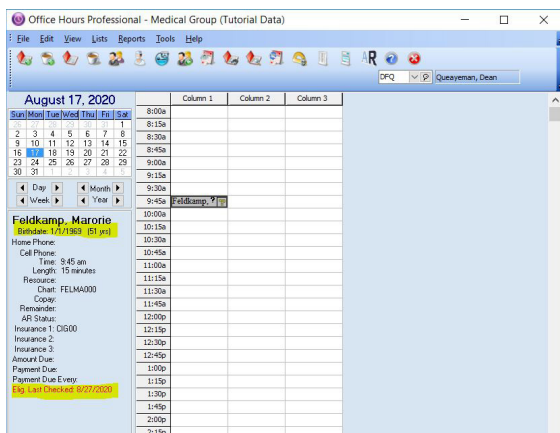 Office Hours Professional - Medical Group (Tutorial Data)
File Edit View Lists Reports Tools Help
AR
DFQ Queayeman, Dean
August 17, 2020
Sun Mon Tue Wed Thu Fri Sat
26 27 28 29 30 31 1
2 3 4 5 6 7 8
9 10 11 12 13 14 15
16 17 18 19 20 21 22
23 24 25 26 27 28 29
30 31 1 2 3 4 5
Day Month
Week Year
Feldkamp, Marorie
Birthdate: 1/1/1969 (51 yrs)
Home Phone:
Cell Phone:
Time: 9:45 am
Length: 15 minutes
Resource:
Chart: FELMA000
Copay:
Remainder:
AR Status:
Insurance 1: CIG00
Insurance 2:
Insurance 3:
Amount Due:
Payment Due:
Payment Due Every:
Elig. Last Checked: 8/27/2020
Column 1 Column 2 Column 3
8:00a
8:15a
8:30a
8:45a
9:00a
9:15a
9:30a
9:45a Feldkamp, ?
10:00a
10:15a
10:30a
10:45a
11:00a
11:15a
11:30a
11:45a
12:00p
12:15p
12:30p
12:45p
1:00p
1:15p
1:30p
1:45p
2:00p
2:15p